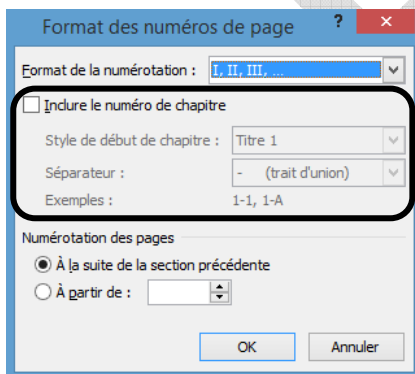 Format des numéros de page ? ×
Format de la numérotation : I, II, III, ...
Inclure le numéro de chapitre
Style de début de chapitre : Titre 1
Séparateur : - (trait d'union)
Exemples : 1-1, 1-A
Numérotation des pages
À la suite de la section précédente
À partir de :
OK Annuler